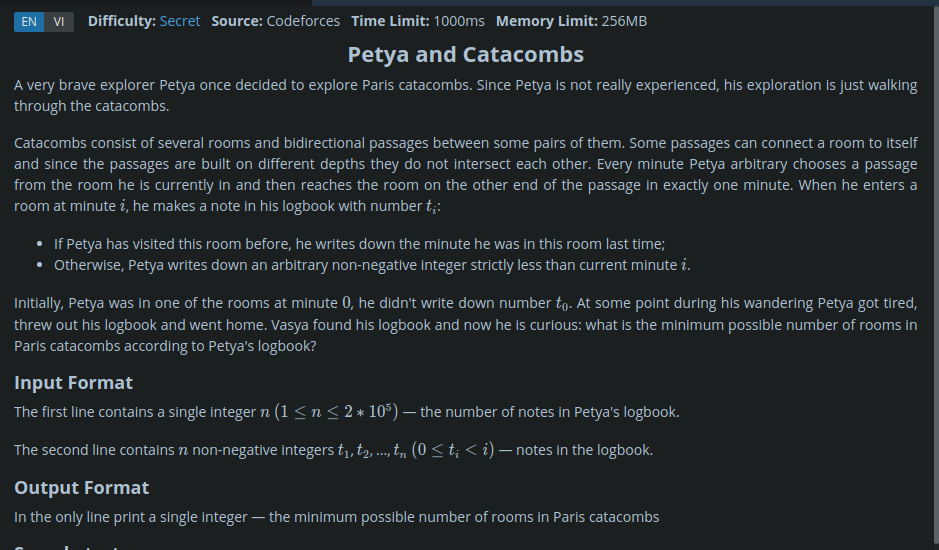 EN VI Difficulty: Secret Source: Codeforces Time Limit: 1000ms Memory Limit: 256MB
Petya and Catacombs
A very brave explorer Petya once decided to explore Paris catacombs. Since Petya is not really experienced, his exploration is just walking
through the catacombs.
Catacombs consist of several rooms and bidirectional passages between some pairs of them. Some passages can connect a room to itself
and since the passages are built on different depths they do not intersect each other. Every minute Petya arbitrary chooses a passage
from the room he is currently in and then reaches the room on the other end of the passage in exactly one minute. When he enters a
room at minute i, he makes a note in his logbook with number tᵢ:
• If Petya has visited this room before, he writes down the minute he was in this room last time;
• Otherwise, Petya writes down an arbitrary non-negative integer strictly less than current minute i.
Initially, Petya was in one of the rooms at minute 0, he didn't write down number t₀. At some point during his wandering Petya got tired,
threw out his logbook and went home. Vasya found his logbook and now he is curious: what is the minimum possible number of rooms in
Paris catacombs according to Petya's logbook?
Input Format
The first line contains a single integer n (1 ≤ n ≤ 2 * 10⁵) — the number of notes in Petya's logbook.
The second line contains n non-negative integers t₁, t₂, ..., tₙ (0 ≤ tᵢ < i) — notes in the logbook.
Output Format
In the only line print a single integer — the minimum possible number of rooms in Paris catacombs